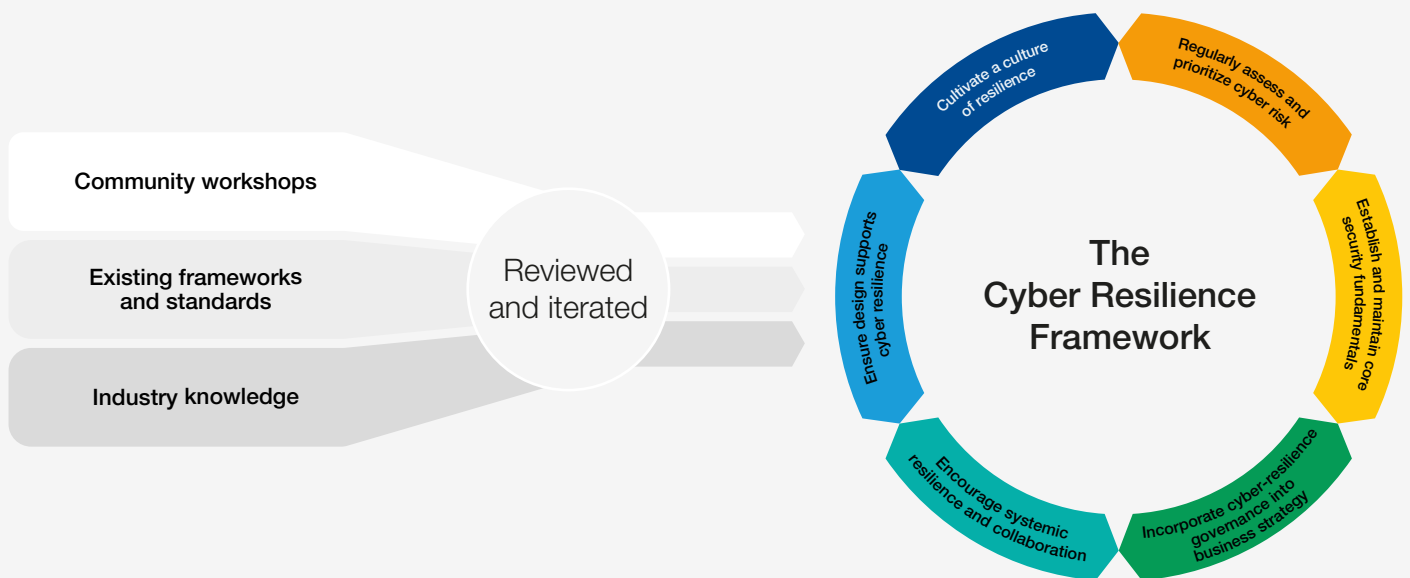 Community workshops
Existing frameworks
and standards
Industry knowledge
Reviewed
and iterated
The
Cyber Resilience
Framework
Regularly assess and
prioritize cyber risk
Establish and maintain core
security fundamentals
Incorporate cyber-resilience
governance into
business strategy
Encourage systemic
resilience and collaboration
Ensure design supports
cyber resilience
Cultivate a culture
of resilience